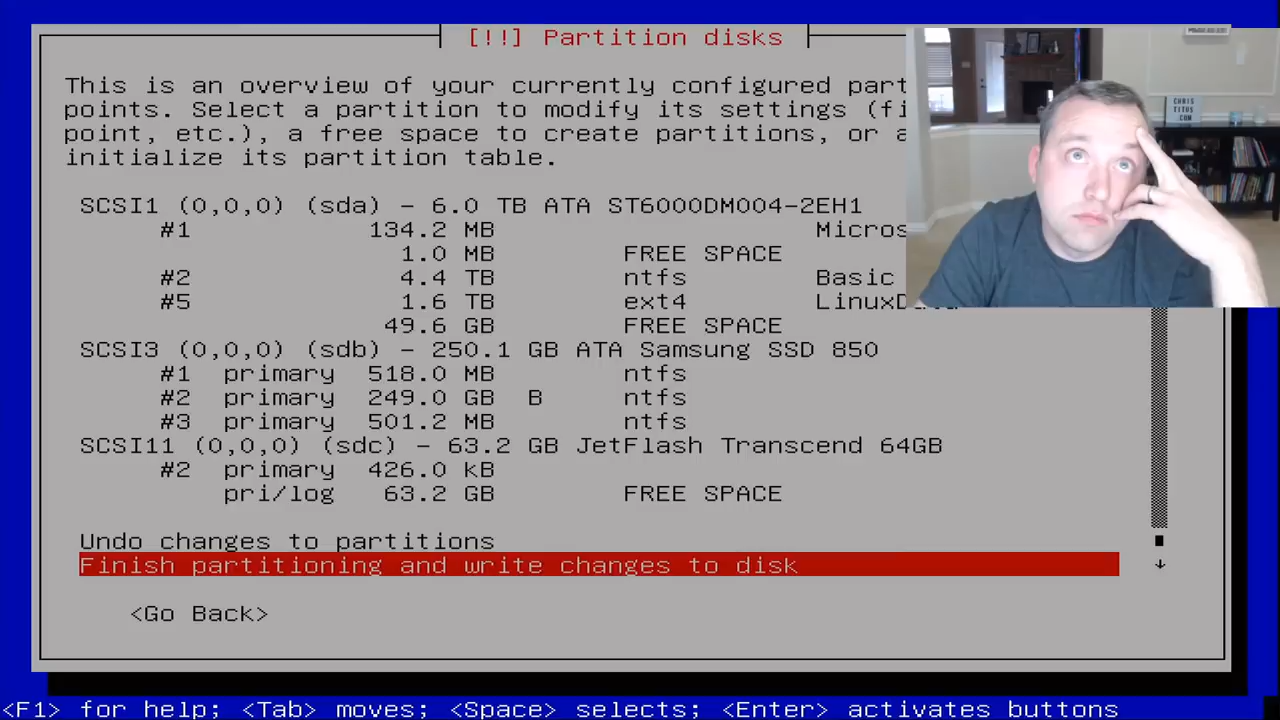 [!!] Partition disks
This is an overview of your currently configured part
points. Select a partition to modify its settings (fi
point, etc.), a free space to create partitions, or a
initialize its partition table.
SCSI1 (0,0,0) (sda) - 6.0 TB ATA ST6000DM004-2EH1
#1 134.2 MB Micros
1.0 MB FREE SPACE
#2 4.4 TB ntfs Basic
#5 1.6 TB ext4 LinuxData
49.6 GB FREE SPACE
SCSI3 (0,0,0) (sdb) - 250.1 GB ATA Samsung SSD 850
#1 primary 518.0 MB ntfs
#2 primary 249.0 GB B ntfs
#3 primary 501.2 MB ntfs
SCSI11 (0,0,0) (sdc) - 63.2 GB JetFlash Transcend 64GB
#2 primary 426.0 kB
pri/log 63.2 GB FREE SPACE
Undo changes to partitions
Finish partitioning and write changes to disk
<Go Back>
<F1> for help; <Tab> moves; <Space> selects; <Enter> activates buttons
CHRIS
TITUS
.COM